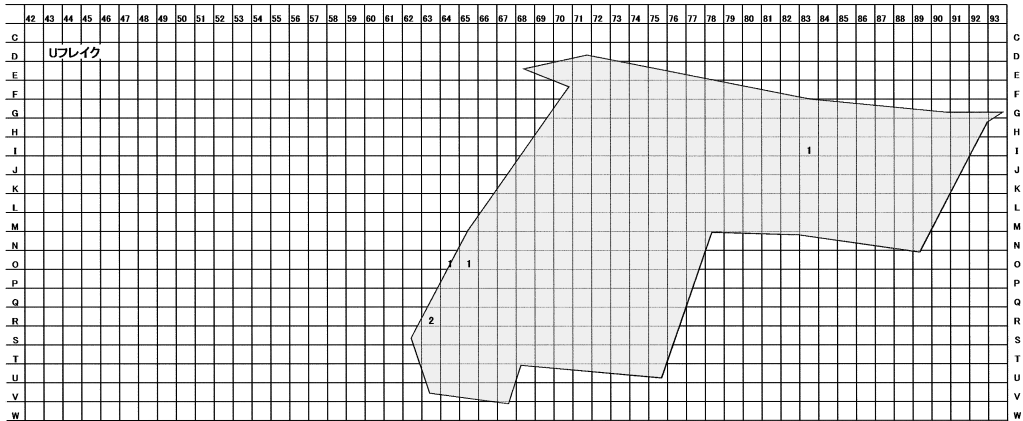 42 43 44 45 46 47 48 49 50 51 52 53 54 55 56 57 58 59 60 61 62 63 64 65 66 67 68 69 70 71 72 73 74 75 76 77 78 79 80 81 82 83 84 85 86 87 88 89 90 91 92 93
C C
D Uフレイク D
E E
F F
G G
H H
I 1 I
J J
K K
L L
M M
N N
O 1 1 O
P P
Q Q
R 2 R
S S
T T
U U
V V
W W